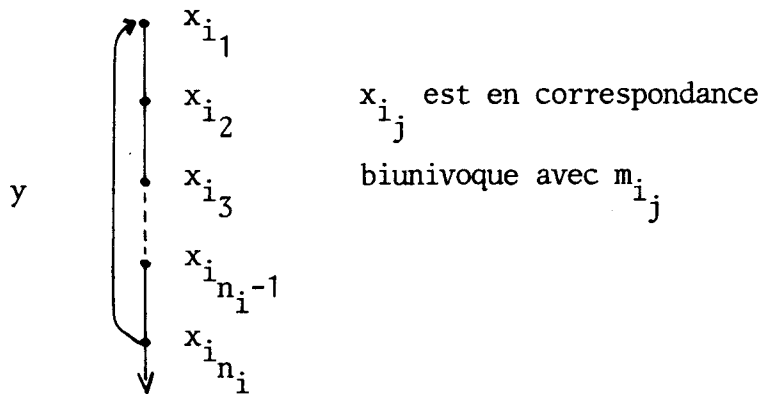 x_{i_1}
x_{i_2} x_{i_j} est en correspondance
y x_{i_3} biunivoque avec m_{i_j}
x_{i_{n_i-1}}
x_{i_{n_i}}